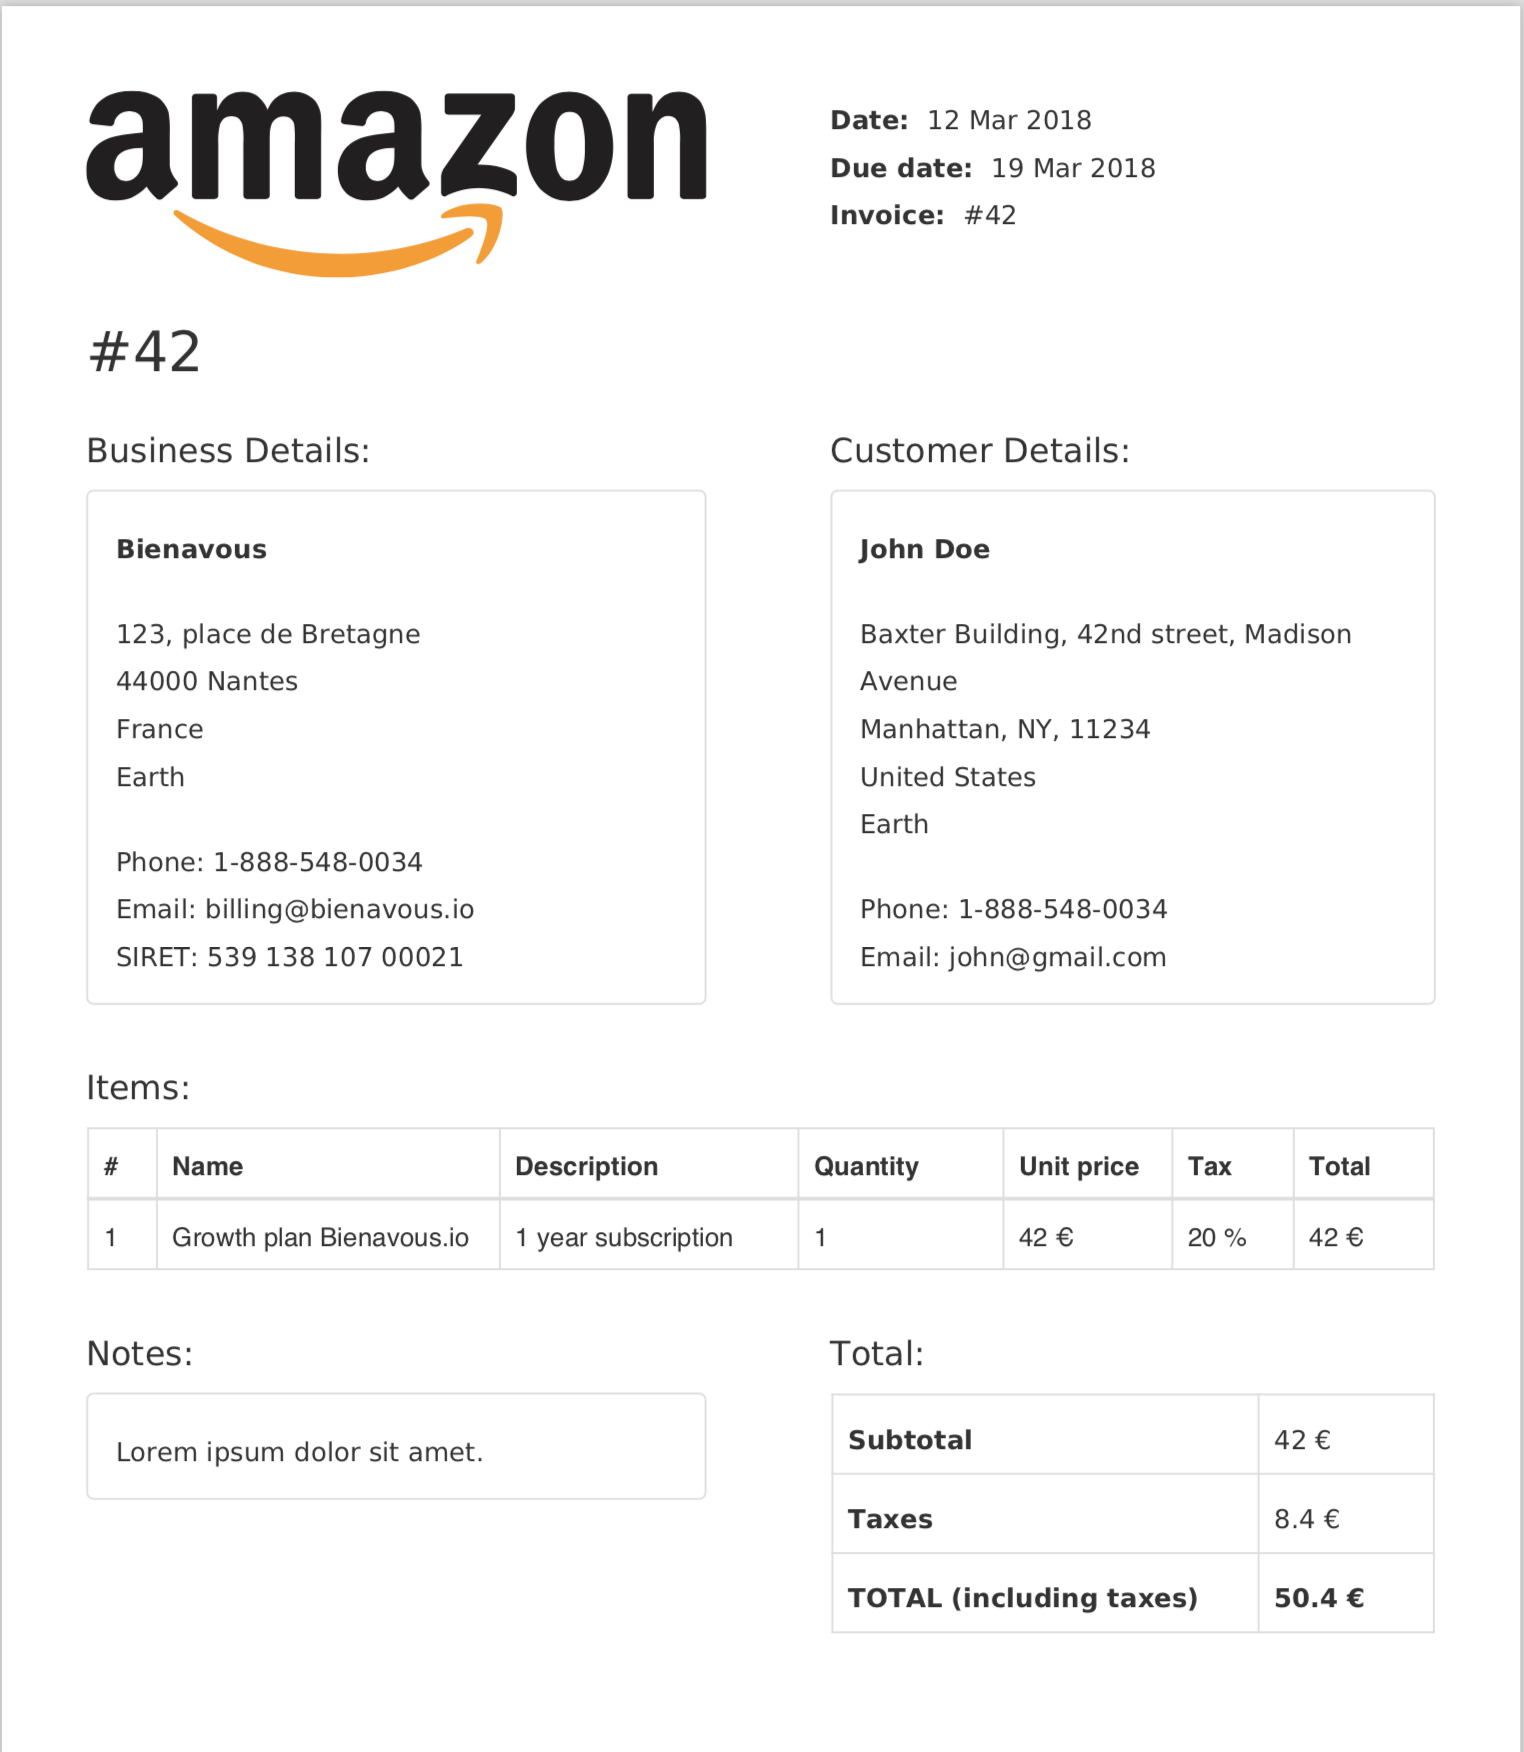 amazon
Date: 12 Mar 2018
Due date: 19 Mar 2018
Invoice: #42
#42
Business Details:
Bienavous
123, place de Bretagne
44000 Nantes
France
Earth
Phone: 1-888-548-0034
Email: billing@bienavous.io
SIRET: 539 138 107 00021
Customer Details:
John Doe
Baxter Building, 42nd street, Madison
Avenue
Manhattan, NY, 11234
United States
Earth
Phone: 1-888-548-0034
Email: john@gmail.com
Items:
# Name Description Quantity Unit price Tax Total
1 Growth plan Bienavous.io 1 year subscription 1 42 € 20 % 42 €
Notes:
Lorem ipsum dolor sit amet.
Total:
Subtotal 42 €
Taxes 8.4 €
TOTAL (including taxes) 50.4 €